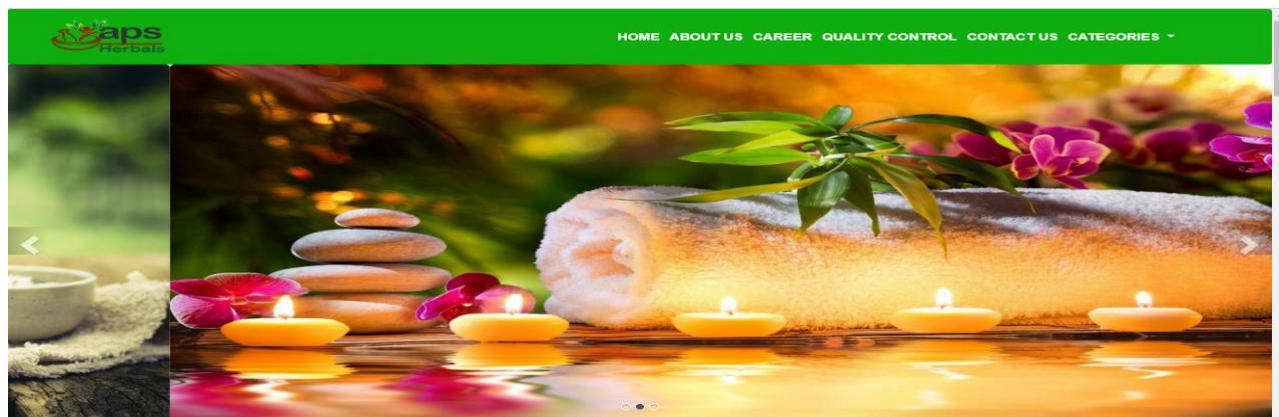 aps
Herbals
HOME ABOUT US CAREER QUALITY CONTROL CONTACT US CATEGORIES